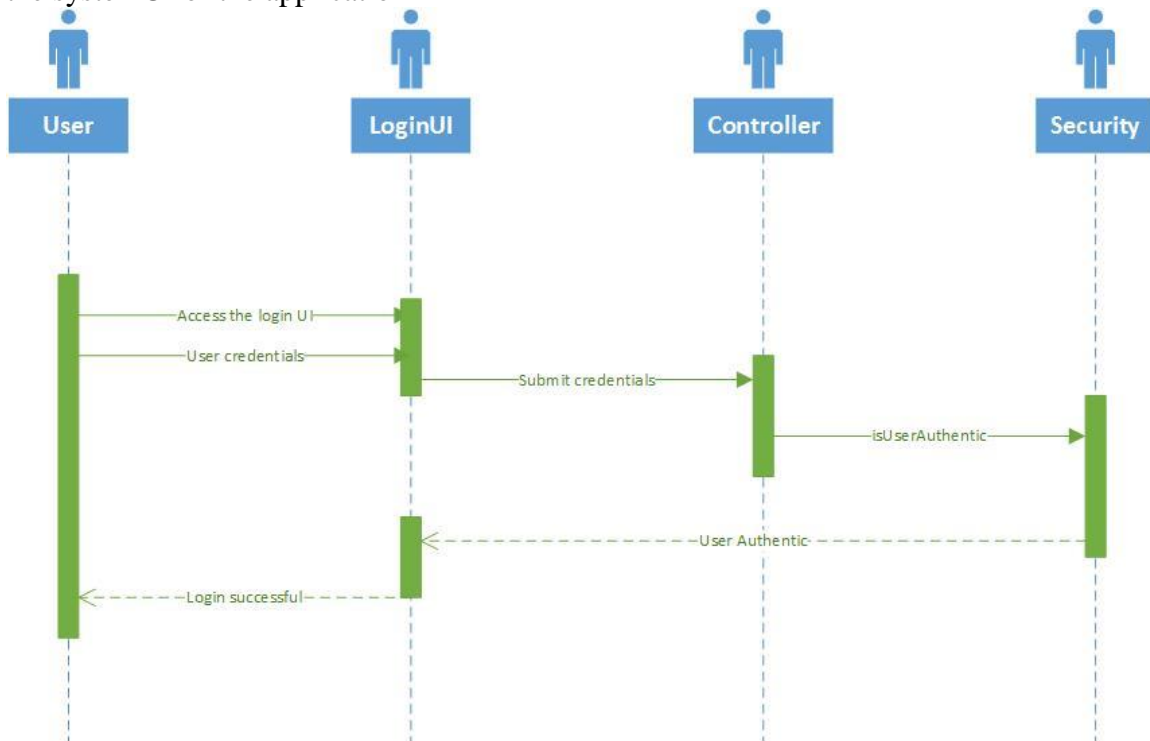 User LoginUI Controller Security
Access the login UI
User credentials
Submit credentials
isUserAuthentic
User Authentic
Login successful